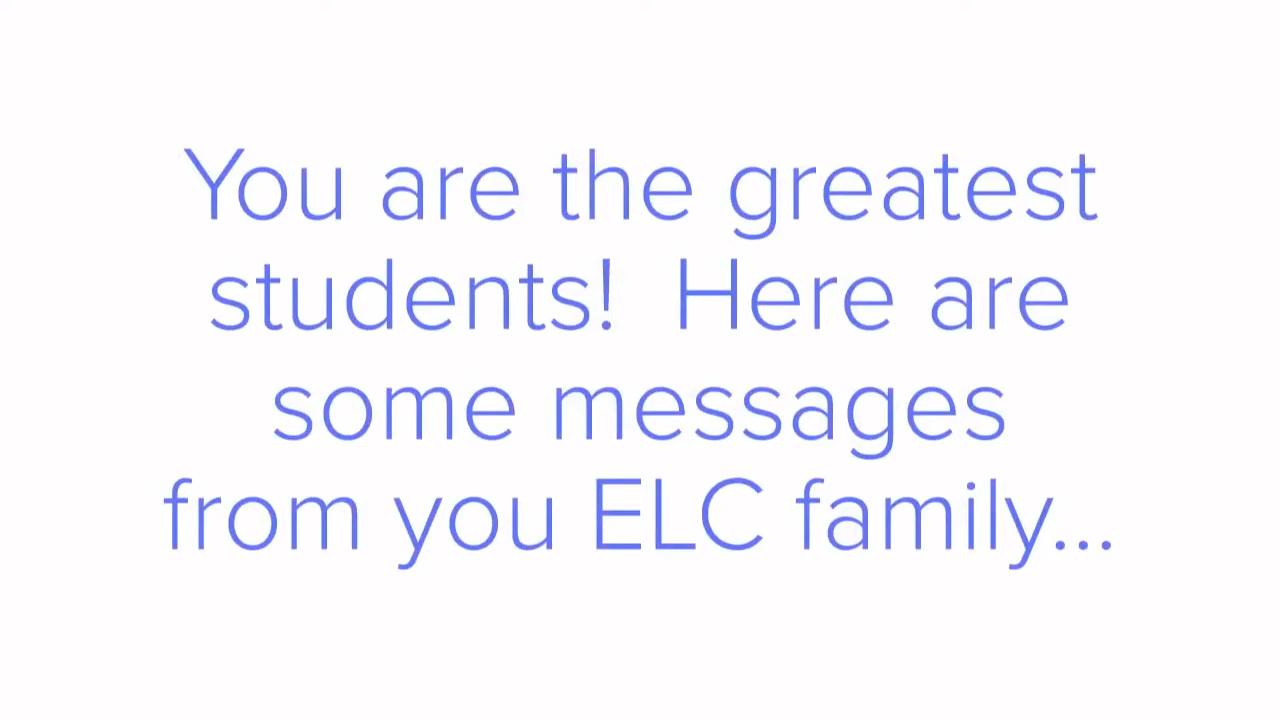 You are the greatest
students!  Here are
some messages
from you ELC family...